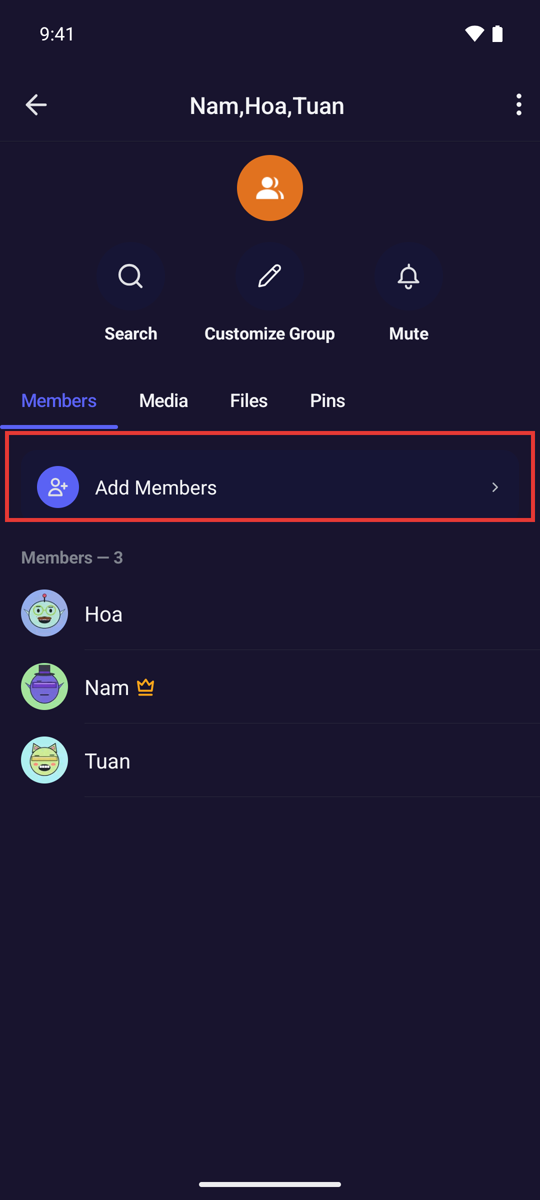 9:41
Nam,Hoa,Tuan
Search
Customize Group
Mute
Members
Media
Files
Pins
Add Members
Members — 3
Hoa
Nam
Tuan